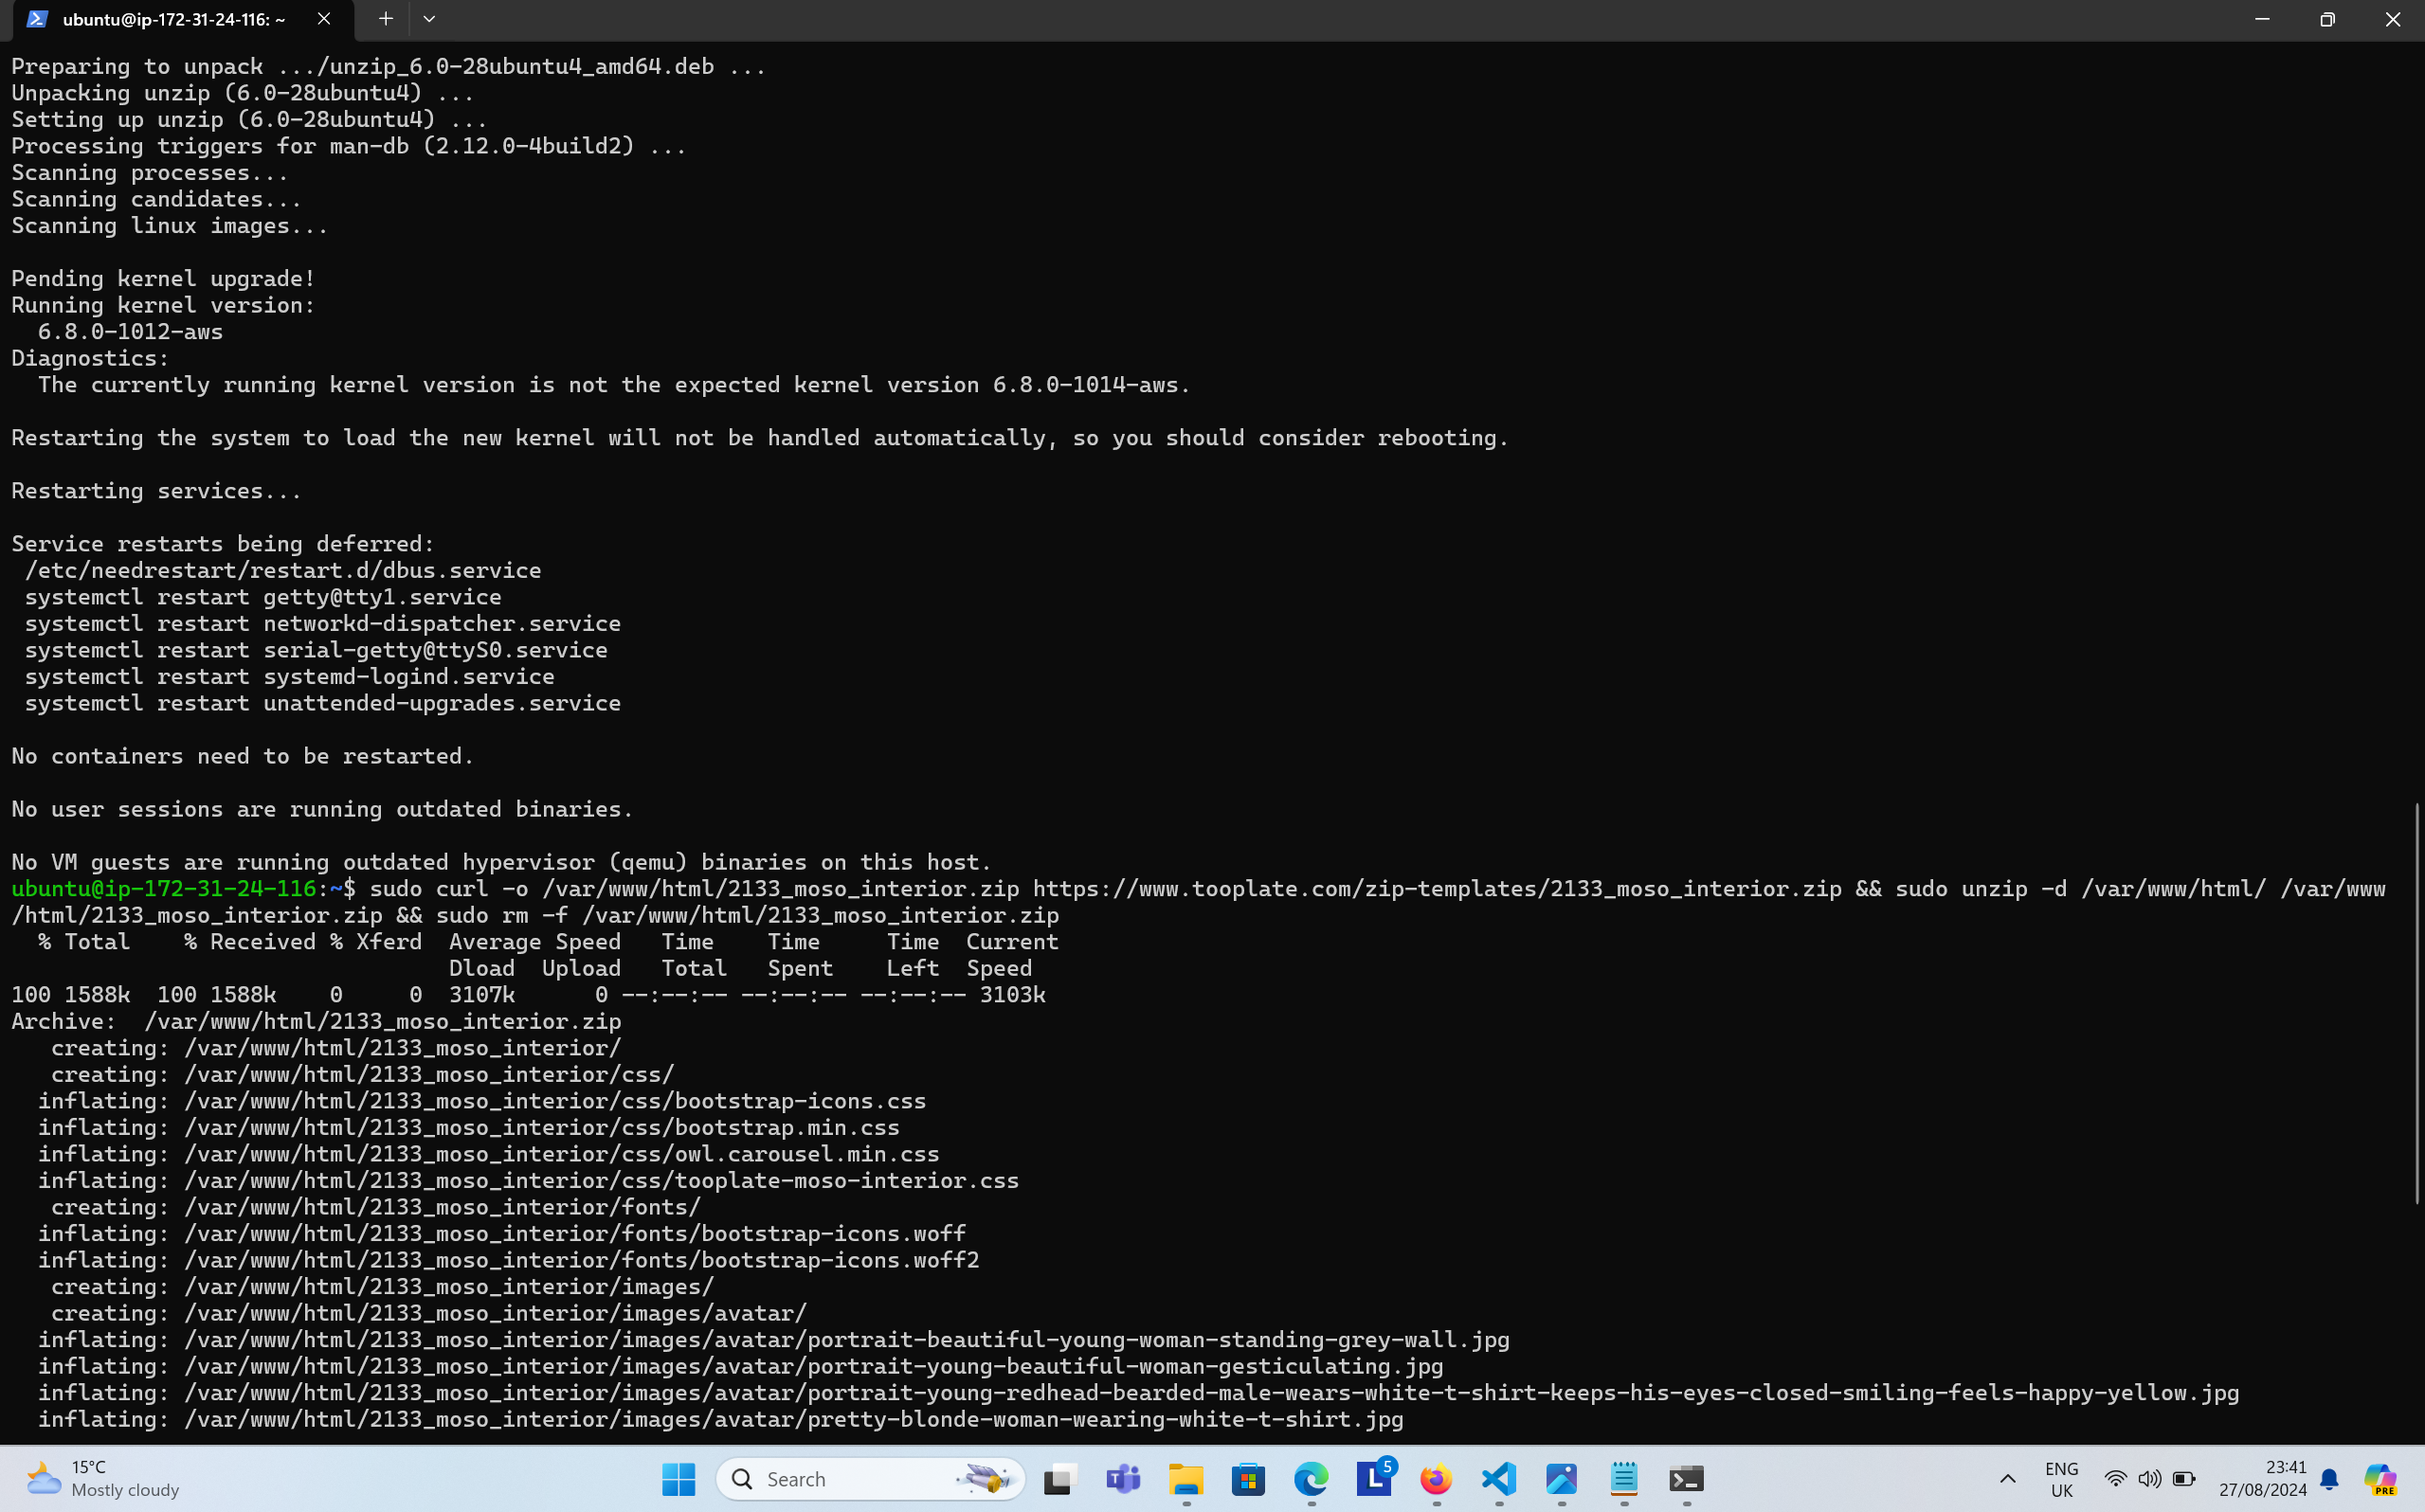 ubuntu@ip-172-31-24-116: ~
Preparing to unpack .../unzip_6.0-28ubuntu4_amd64.deb ...
Unpacking unzip (6.0-28ubuntu4) ...
Setting up unzip (6.0-28ubuntu4) ...
Processing triggers for man-db (2.12.0-4build2) ...
Scanning processes...
Scanning candidates...
Scanning linux images...
Pending kernel upgrade!
Running kernel version:
  6.8.0-1012-aws
Diagnostics:
  The currently running kernel version is not the expected kernel version 6.8.0-1014-aws.
Restarting the system to load the new kernel will not be handled automatically, so you should consider rebooting.
Restarting services...
Service restarts being deferred:
 /etc/needrestart/restart.d/dbus.service
 systemctl restart getty@tty1.service
 systemctl restart networkd-dispatcher.service
 systemctl restart serial-getty@ttyS0.service
 systemctl restart systemd-logind.service
 systemctl restart unattended-upgrades.service
No containers need to be restarted.
No user sessions are running outdated binaries.
No VM guests are running outdated hypervisor (qemu) binaries on this host.
ubuntu@ip-172-31-24-116:~$ sudo curl -o /var/www/html/2133_moso_interior.zip https://www.tooplate.com/zip-templates/2133_moso_interior.zip && sudo unzip -d /var/www/html/ /var/www
/html/2133_moso_interior.zip && sudo rm -f /var/www/html/2133_moso_interior.zip
  % Total    % Received % Xferd  Average Speed   Time    Time     Time  Current
                                 Dload  Upload   Total   Spent    Left  Speed
100 1588k  100 1588k    0     0  3107k      0 --:--:-- --:--:-- --:--:-- 3103k
Archive:  /var/www/html/2133_moso_interior.zip
   creating: /var/www/html/2133_moso_interior/
   creating: /var/www/html/2133_moso_interior/css/
  inflating: /var/www/html/2133_moso_interior/css/bootstrap-icons.css
  inflating: /var/www/html/2133_moso_interior/css/bootstrap.min.css
  inflating: /var/www/html/2133_moso_interior/css/owl.carousel.min.css
  inflating: /var/www/html/2133_moso_interior/css/tooplate-moso-interior.css
   creating: /var/www/html/2133_moso_interior/fonts/
  inflating: /var/www/html/2133_moso_interior/fonts/bootstrap-icons.woff
  inflating: /var/www/html/2133_moso_interior/fonts/bootstrap-icons.woff2
   creating: /var/www/html/2133_moso_interior/images/
   creating: /var/www/html/2133_moso_interior/images/avatar/
  inflating: /var/www/html/2133_moso_interior/images/avatar/portrait-beautiful-young-woman-standing-grey-wall.jpg
  inflating: /var/www/html/2133_moso_interior/images/avatar/portrait-young-beautiful-woman-gesticulating.jpg
  inflating: /var/www/html/2133_moso_interior/images/avatar/portrait-young-redhead-bearded-male-wears-white-t-shirt-keeps-his-eyes-closed-smiling-feels-happy-yellow.jpg
  inflating: /var/www/html/2133_moso_interior/images/avatar/pretty-blonde-woman-wearing-white-t-shirt.jpg
15°C
Mostly cloudy
Search
T
L
5
ENG
UK
23:41
27/08/2024
PRE